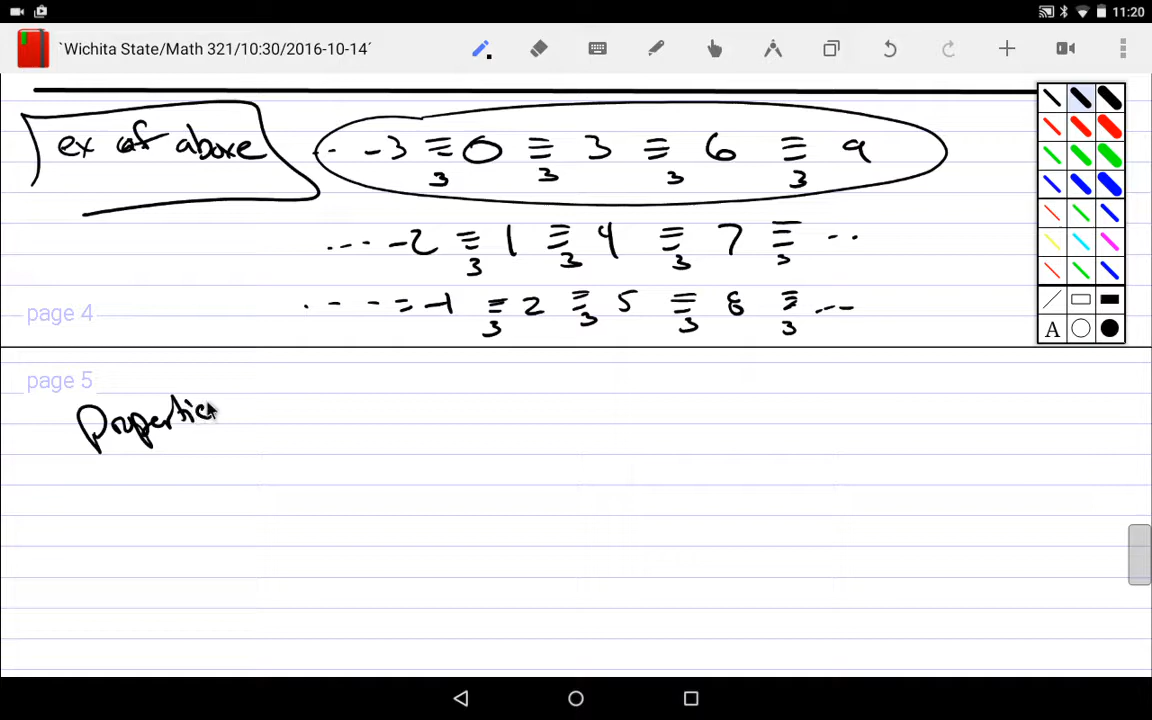 11:20
`Wichita State/Math 321/10:30/2016-10-14´
ex of above
·· -3 ≡₃ 0 ≡₃ 3 ≡₃ 6 ≡₃ 9
···· -2 ≡₃ 1 ≡₃ 4 ≡₃ 7 ≡₃ ··
· - - = -1 ≡₃ 2 ≡₃ 5 ≡₃ 8 ≡₃ ···
page 4
page 5
Propertie
A